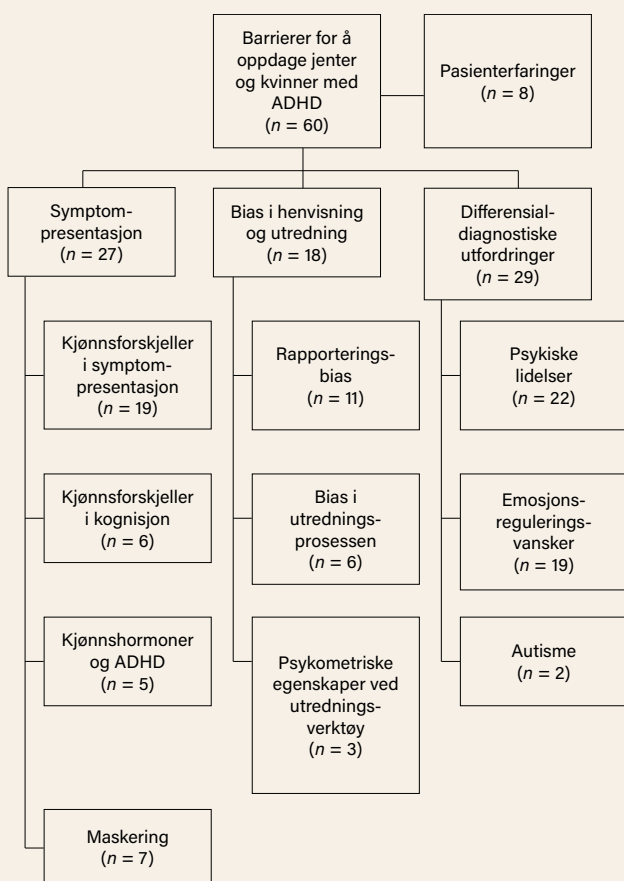 Barrierer for å
oppdage jenter
og kvinner med
ADHD
(n = 60)
Pasienterfaringer
(n = 8)
Symptom-
presentasjon
(n = 27)
Bias i henvisning
og utredning
(n = 18)
Differensial-
diagnostiske
utfordringer
(n = 29)
Kjønnsforskjeller
i symptom-
presentasjon
(n = 19)
Rapporterings-
bias
(n = 11)
Psykiske
lidelser
(n = 22)
Kjønnsforskjeller
i kognisjon
(n = 6)
Bias i
utrednings-
prosessen
(n = 6)
Emosjons-
regulerings-
vansker
(n = 19)
Kjønnshormoner
og ADHD
(n = 5)
Psykometriske
egenskaper ved
utrednings-
verktøy
(n = 3)
Autisme
(n = 2)
Maskering
(n = 7)